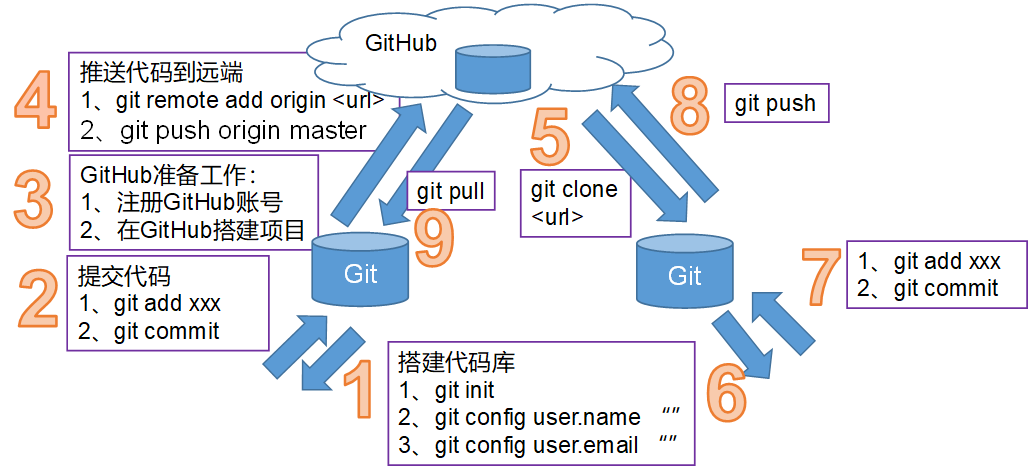 GitHub
4
推送代码到远端
1、git remote add origin <url>
2、git push origin master
3
GitHub准备工作：
1、注册GitHub账号
2、在GitHub搭建项目
2
提交代码
1、git add xxx
2、git commit
Git
git pull
9
5
git clone
<url>
8
git push
Git
7
1、git add xxx
2、git commit
1
搭建代码库
1、git init
2、git config user.name “”
3、git config user.email “”
6